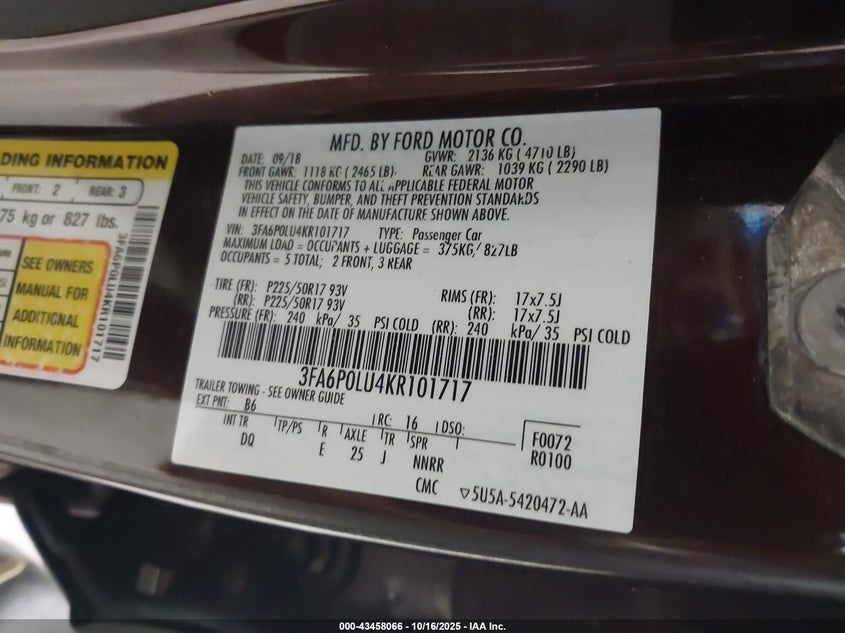 DING INFORMATION
FRONT: 2 REAR: 3
75 kg or 827 lbs.
SEE OWNERS
MANUAL FOR
ADDITIONAL
INFORMATION
3FA6P0LU4KR101717
MFD. BY FORD MOTOR CO.
DATE: 09/18 GVWR: 2136 KG ( 4710 LB)
FRONT GAWR: 1118 KG ( 2465 LB) REAR GAWR: 1039 KG ( 2290 LB)
THIS VEHICLE CONFORMS TO ALL APPLICABLE FEDERAL MOTOR
VEHICLE SAFETY, BUMPER, AND THEFT PREVENTION STANDARDS
IN EFFECT ON THE DATE OF MANUFACTURE SHOWN ABOVE.
VIN: 3FA6P0LU4KR101717 TYPE: Passenger Car
MAXIMUM LOAD = OCCUPANTS + LUGGAGE = 375KG/ 827LB
OCCUPANTS = 5 TOTAL; 2 FRONT, 3 REAR
TIRE (FR): P225/50R17 93V RIMS (FR): 17x7.5J
(RR): P225/50R17 93V (RR): 17x7.5J
PRESSURE (FR): 240 kPa/ 35 PSI COLD (RR): 240 kPa/ 35 PSI COLD
3FA6P0LU4KR101717
TRAILER TOWING - SEE OWNER GUIDE
EXT PNT: B6 RC: 16 DSO: F0072
INT TR TP/PS R AXLE TR SPR R0100
DQ E 25 J NNRR
CMC ▽5U5A-5420472-AA
000-43458066 | 10/16/2025 - IAA Inc.